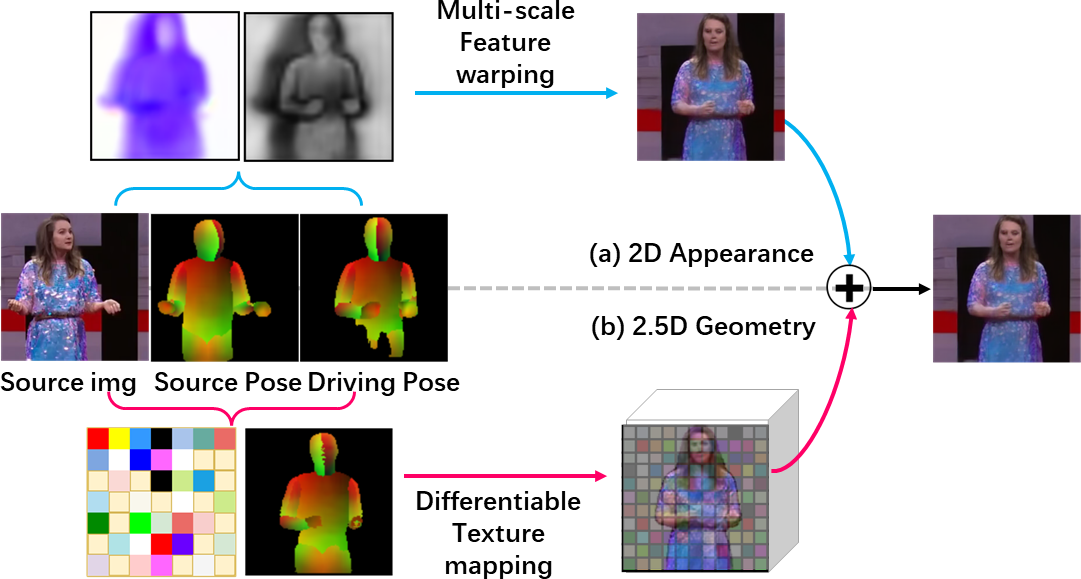 Multi-scale
Feature
warping
(a) 2D Appearance
(b) 2.5D Geometry
Source img Source Pose Driving Pose
Differentiable
Texture
mapping